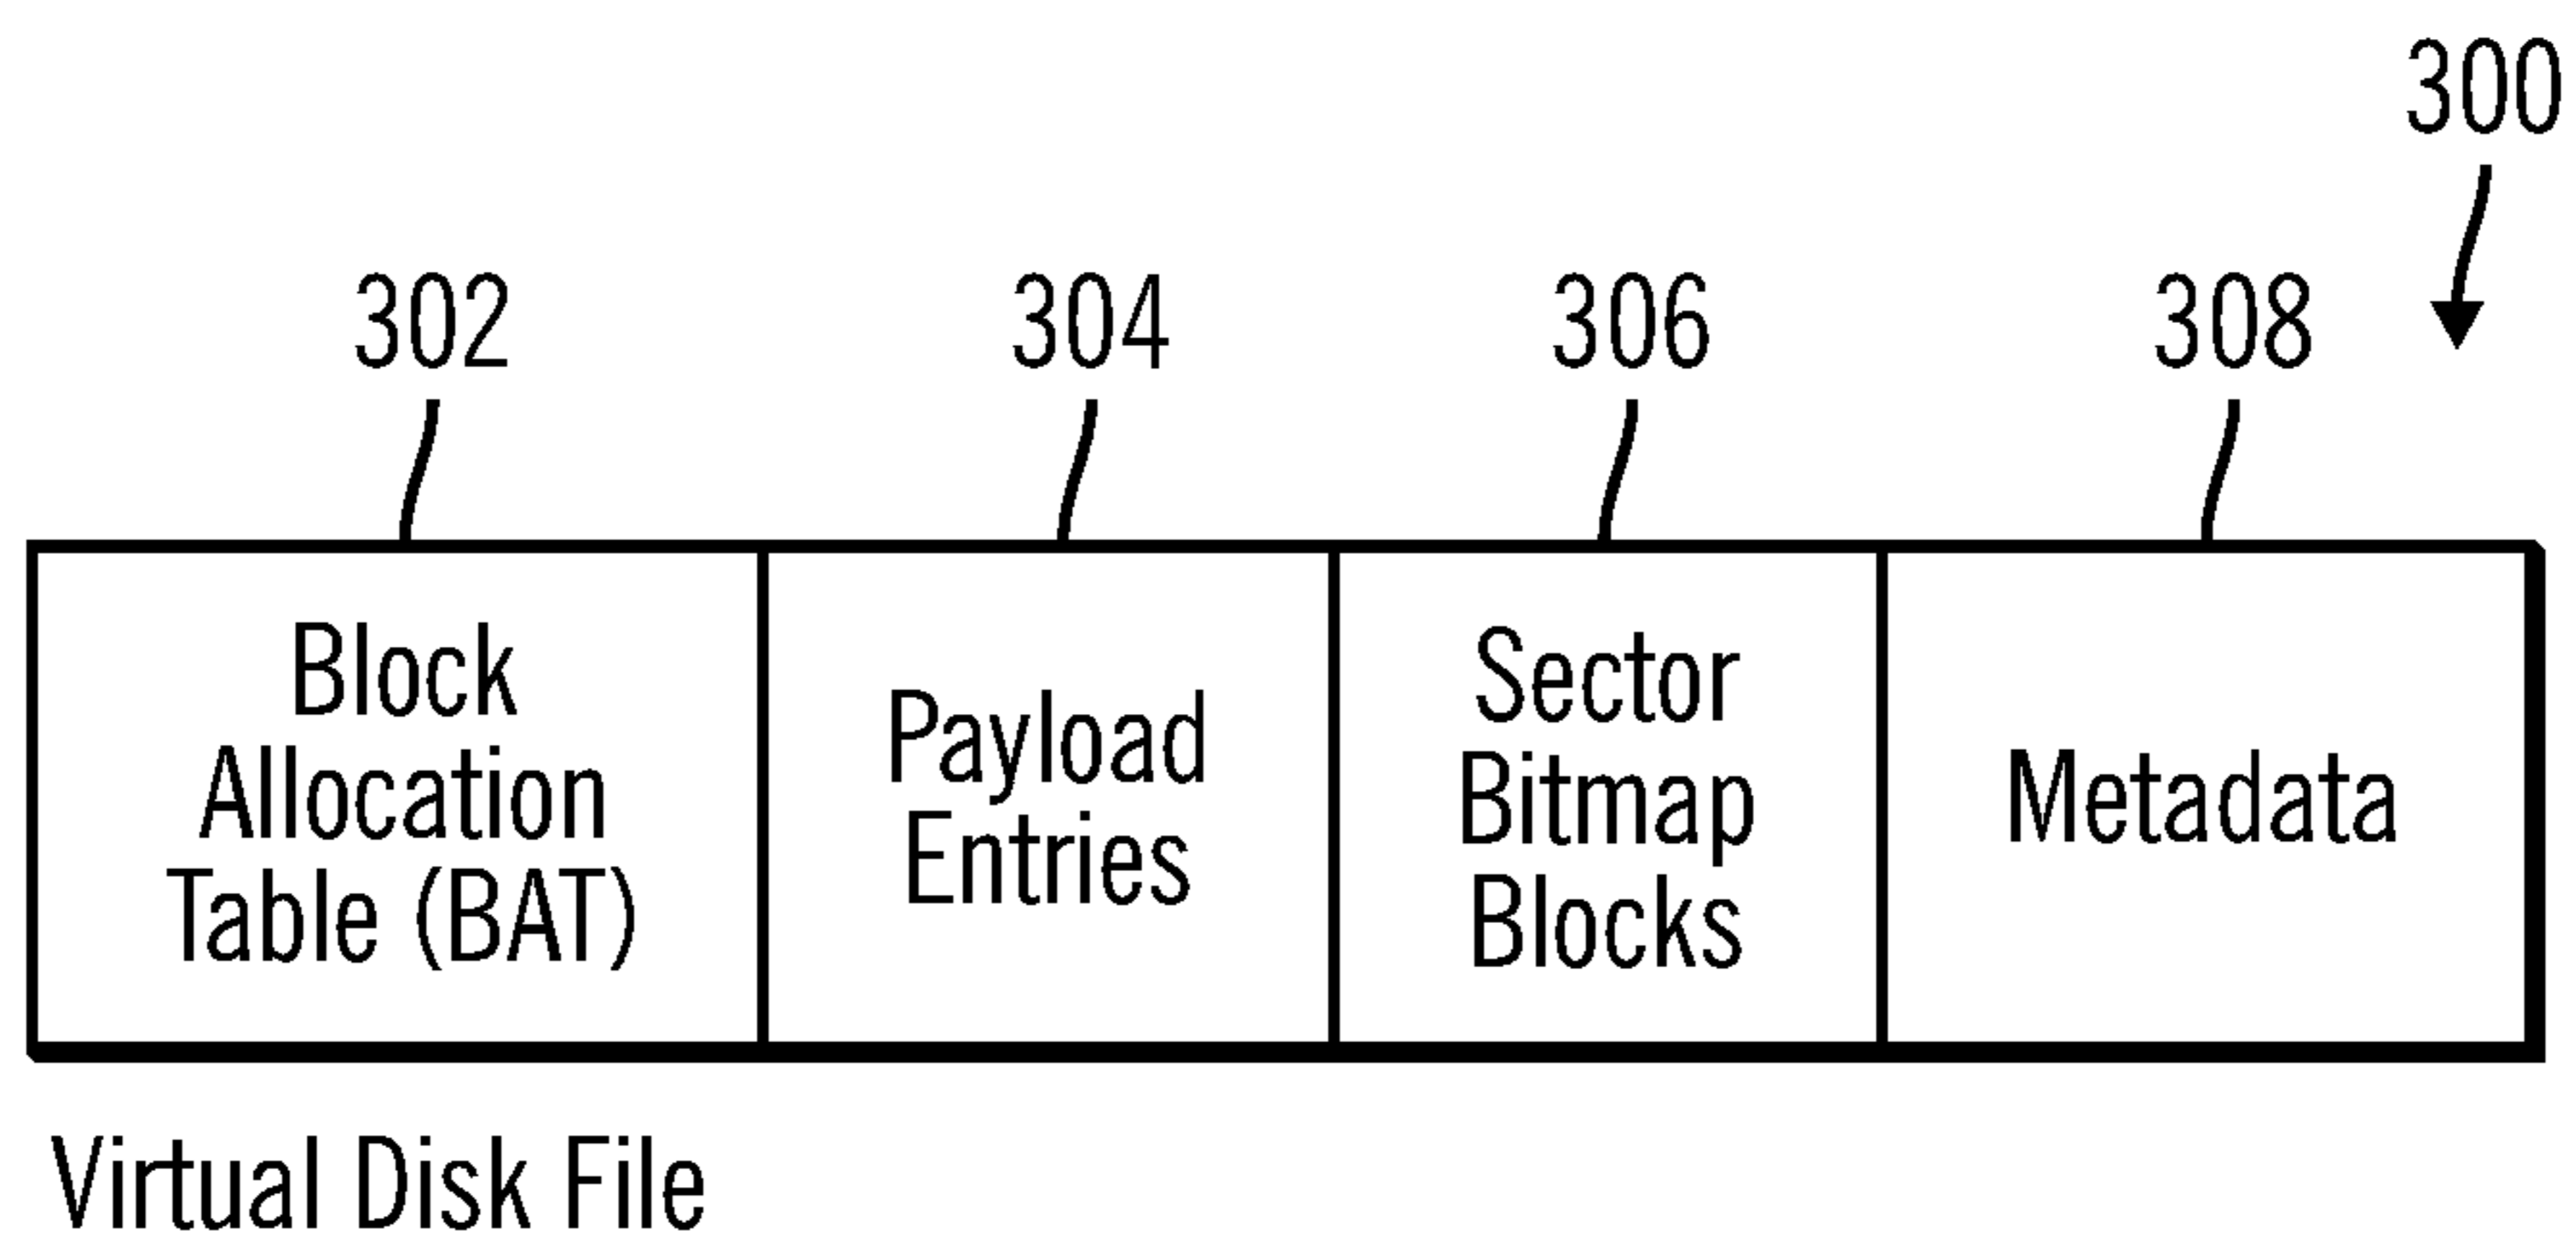 300
302
304
306
308
Block
Allocation
Table (BAT)
Payload
Entries
Sector
Bitmap
Blocks
Metadata
Virtual Disk File